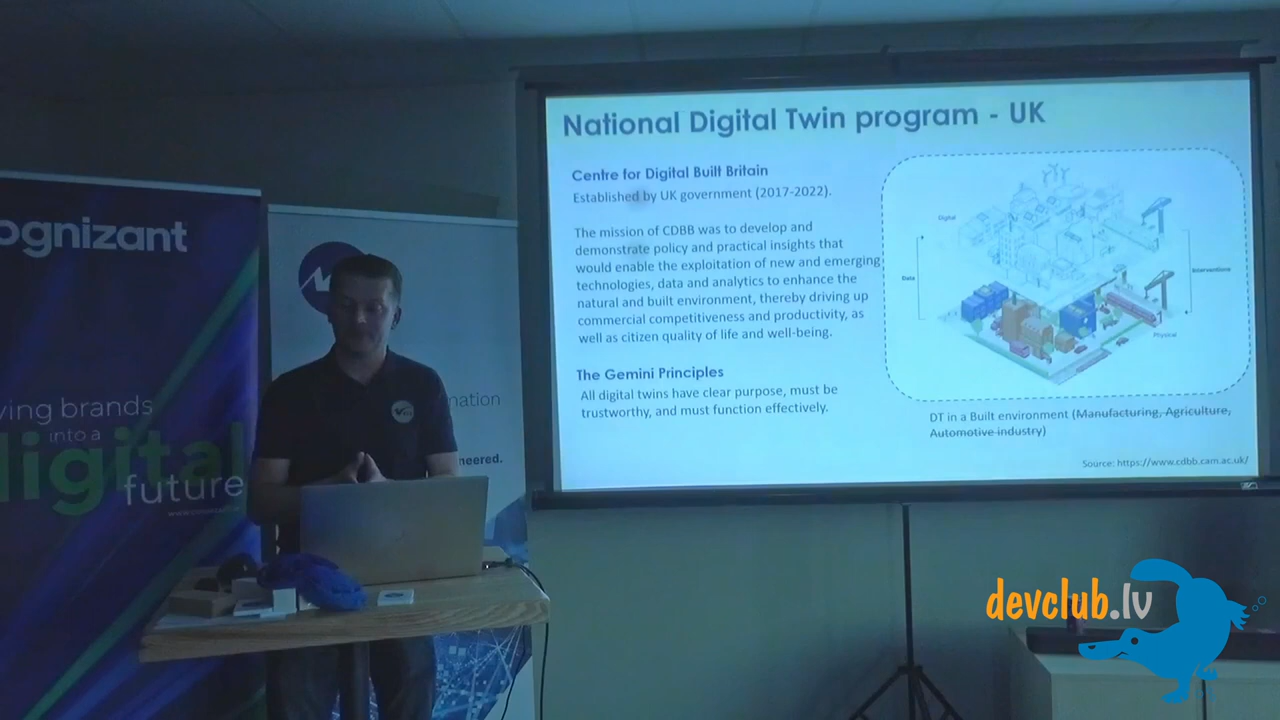 National Digital Twin program - UK
Centre for Digital Built Britain
Established by UK government (2017-2022).
The mission of CDBB was to develop and
demonstrate policy and practical insights that
would enable the exploitation of new and emerging
technologies, data and analytics to enhance the
natural and built environment, thereby driving up
commercial competitiveness and productivity, as
well as citizen quality of life and well-being.
The Gemini Principles
All digital twins have clear purpose, must be
trustworthy, and must function effectively.
Digital
Data
Interventions
Physical
DT in a Built environment (Manufacturing, Agriculture,
Automotive industry)
Source: https://www.cdbb.cam.ac.uk/
ognizant
ving brands
into a
digital
future
nation
neered.
devclub.lv